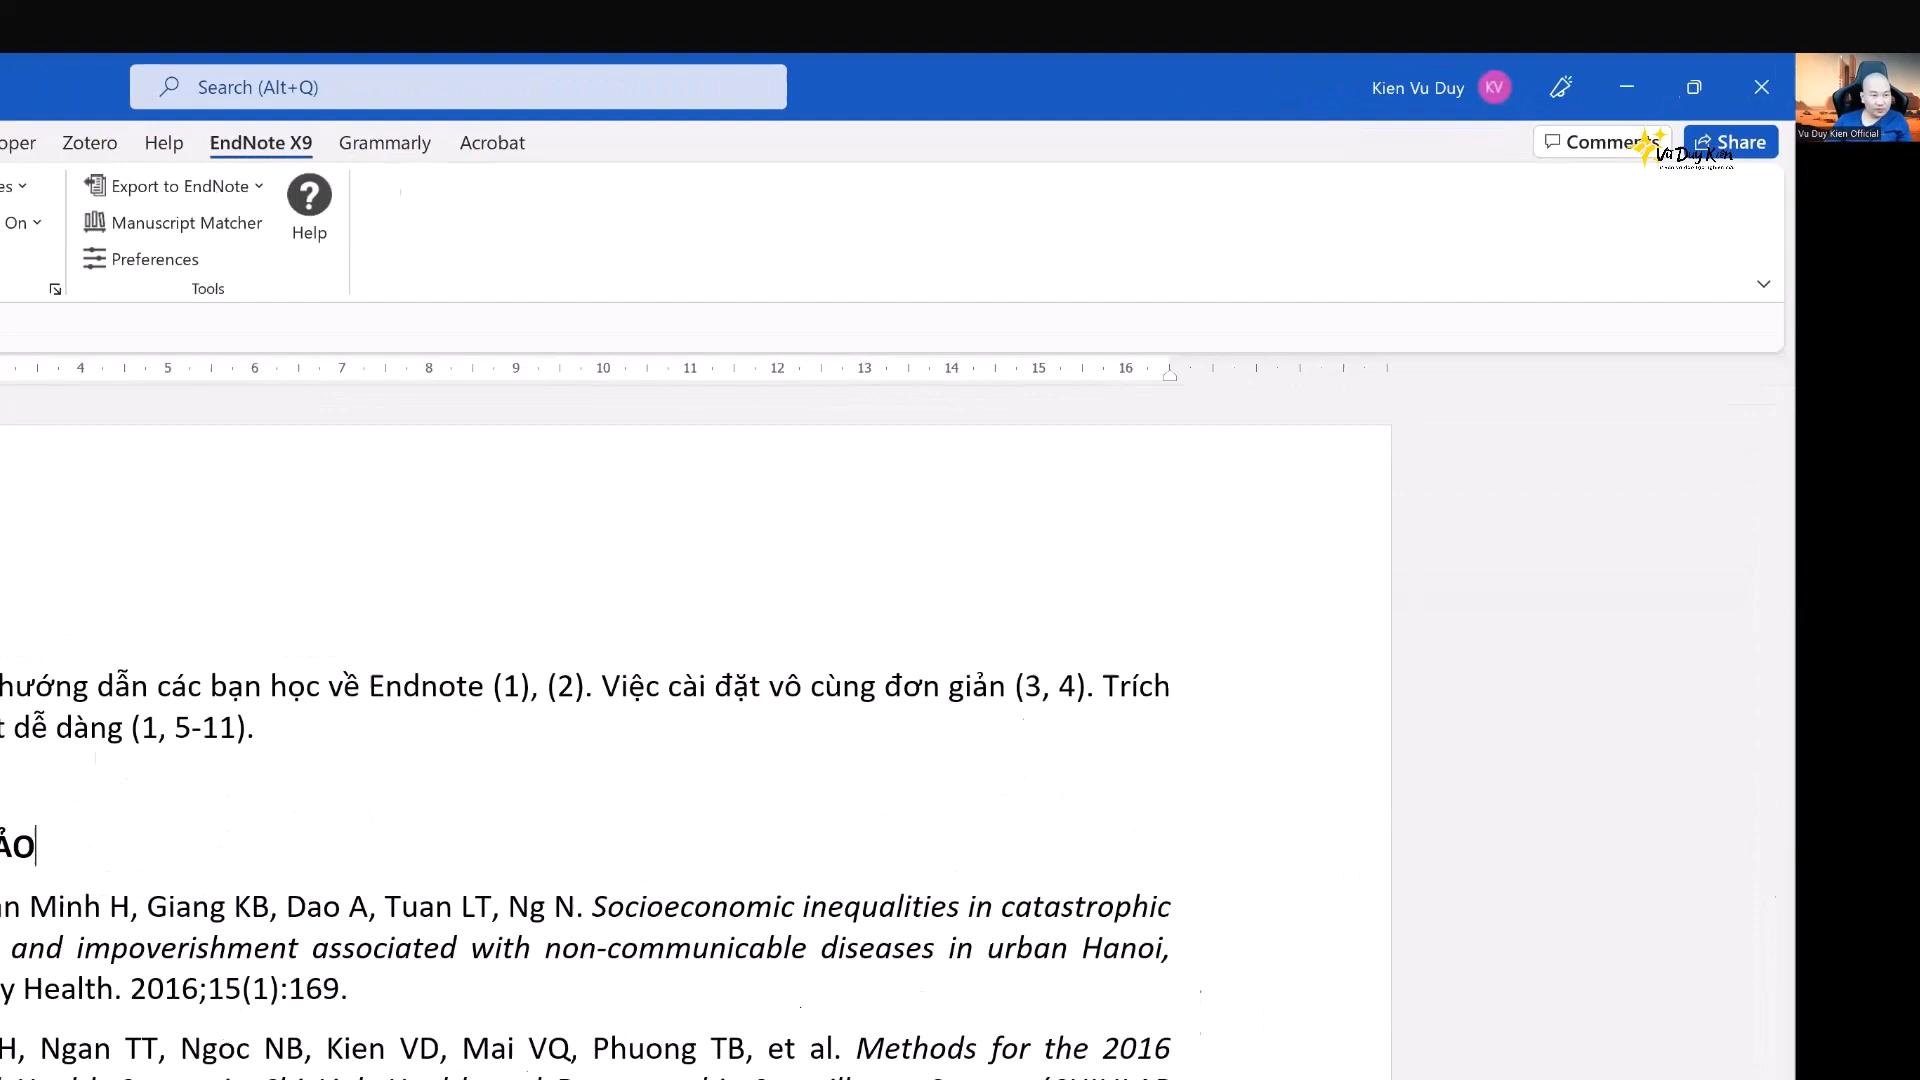 Search (Alt+Q)
Kien Vu Duy KV
Vu Duy Kien Official
oper Zotero Help EndNote X9 Grammarly Acrobat
Comments Share
Vũ Duy Kiên
es Export to EndNote
On Manuscript Matcher
Help
Preferences
Tools
4 5 6 7 8 9 10 11 12 13 14 15 16
hướng dẫn các bạn học về Endnote (1), (2). Việc cài đặt vô cùng đơn giản (3, 4). Trích
t dễ dàng (1, 5-11).
ẢO
an Minh H, Giang KB, Dao A, Tuan LT, Ng N. Socioeconomic inequalities in catastrophic
and impoverishment associated with non-communicable diseases in urban Hanoi,
y Health. 2016;15(1):169.
H, Ngan TT, Ngoc NB, Kien VD, Mai VQ, Phuong TB, et al. Methods for the 2016